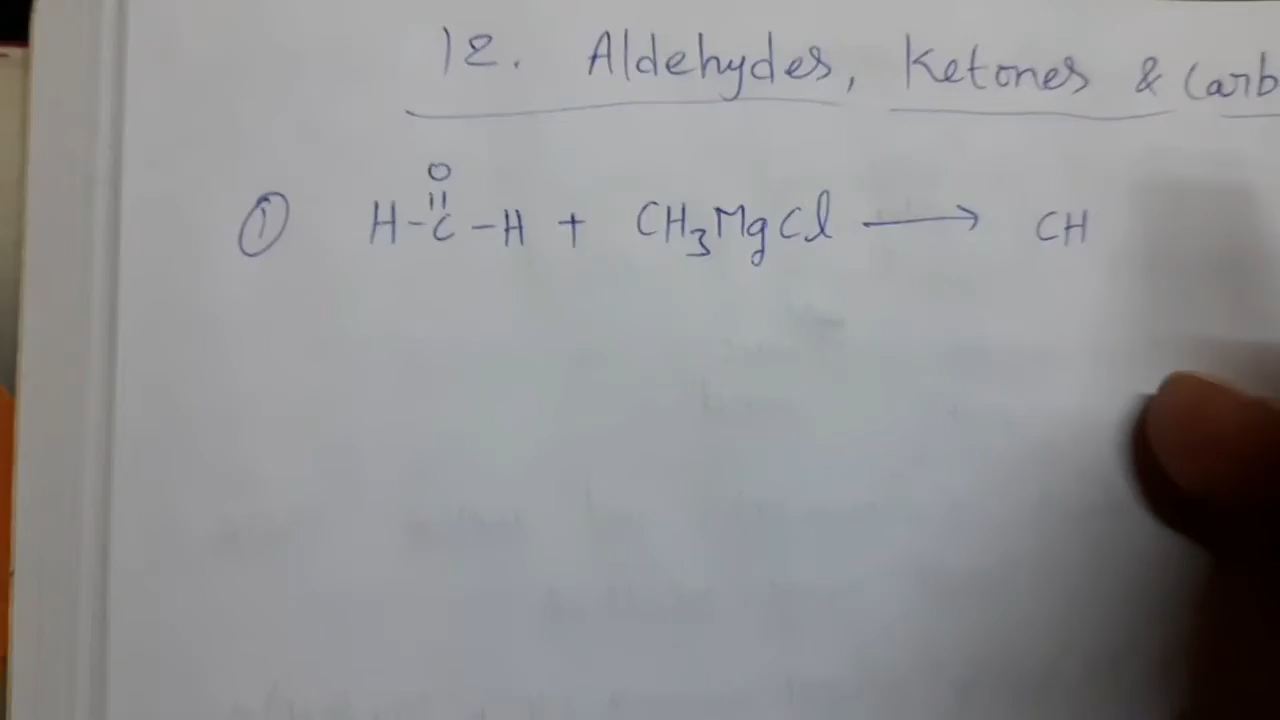 12. Aldehydes, Ketones & Carb
O
① H-C-H + CH₃MgCl ⟶ CH